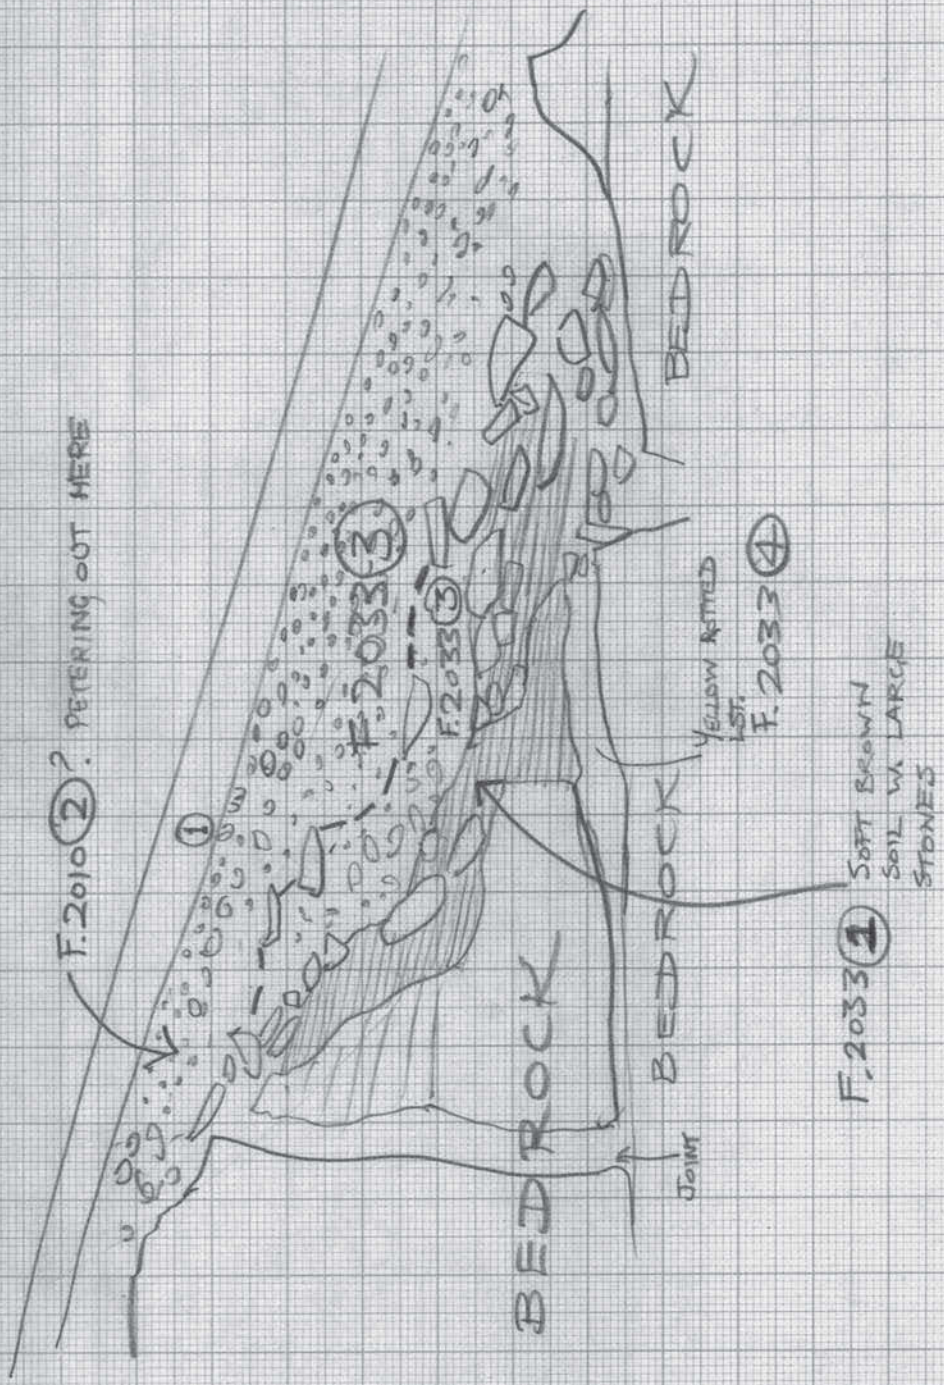 F.2010 ②? PETERING OUT HERE
①
F.2033 ③
F.2033 ③
BEDROCK
BEDROCK
BEDROCK
JOINT
YELLOW ROTTED
LST.
F.2033 ④
F.2033 ① SOFT BROWN
SOIL W. LARGE
STONES